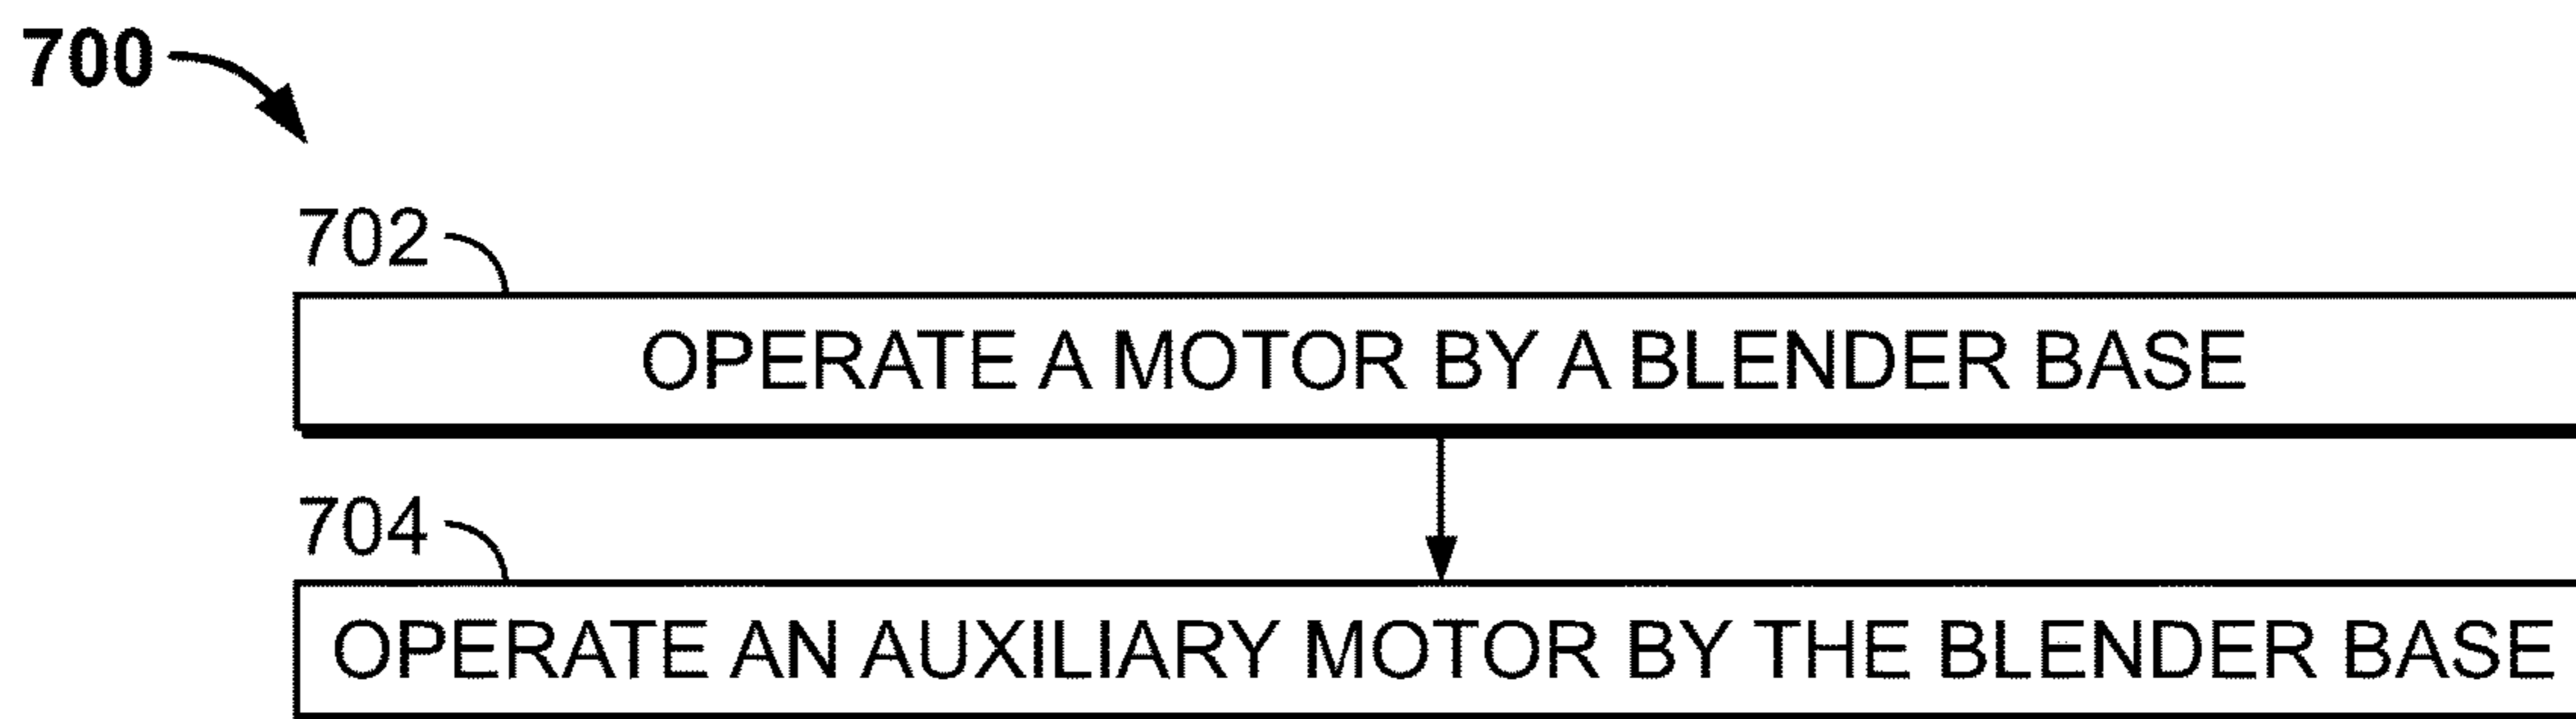 700
702
OPERATE A MOTOR BY A BLENDER BASE
704
OPERATE AN AUXILIARY MOTOR BY THE BLENDER BASE